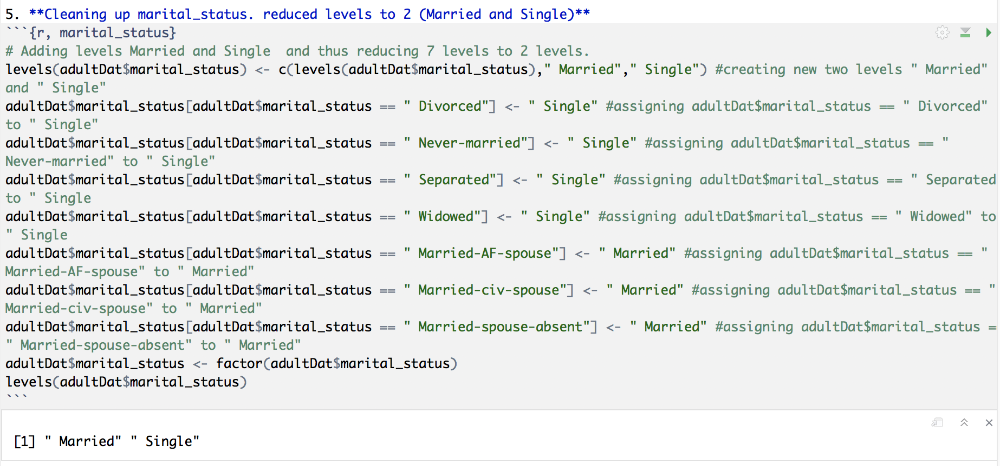 5. **Cleaning up marital_status. reduced levels to 2 (Married and Single)**
```{r, marital_status}
# Adding levels Married and Single  and thus reducing 7 levels to 2 levels.
levels(adultDat$marital_status) <- c(levels(adultDat$marital_status)," Married"," Single") #creating new two levels " Married"
and " Single"
adultDat$marital_status[adultDat$marital_status == " Divorced"] <- " Single" #assigning adultDat$marital_status == " Divorced"
to " Single"
adultDat$marital_status[adultDat$marital_status == " Never-married"] <- " Single" #assigning adultDat$marital_status == "
Never-married" to " Single"
adultDat$marital_status[adultDat$marital_status == " Separated"] <- " Single" #assigning adultDat$marital_status == " Separated
to " Single
adultDat$marital_status[adultDat$marital_status == " Widowed"] <- " Single" #assigning adultDat$marital_status == " Widowed" to
" Single
adultDat$marital_status[adultDat$marital_status == " Married-AF-spouse"] <- " Married" #assigning adultDat$marital_status == "
Married-AF-spouse" to " Married"
adultDat$marital_status[adultDat$marital_status == " Married-civ-spouse"] <- " Married" #assigning adultDat$marital_status == "
Married-civ-spouse" to " Married"
adultDat$marital_status[adultDat$marital_status == " Married-spouse-absent"] <- " Married" #assigning adultDat$marital_status =
" Married-spouse-absent" to " Married"
adultDat$marital_status <- factor(adultDat$marital_status)
levels(adultDat$marital_status)
```
[1] " Married" " Single"